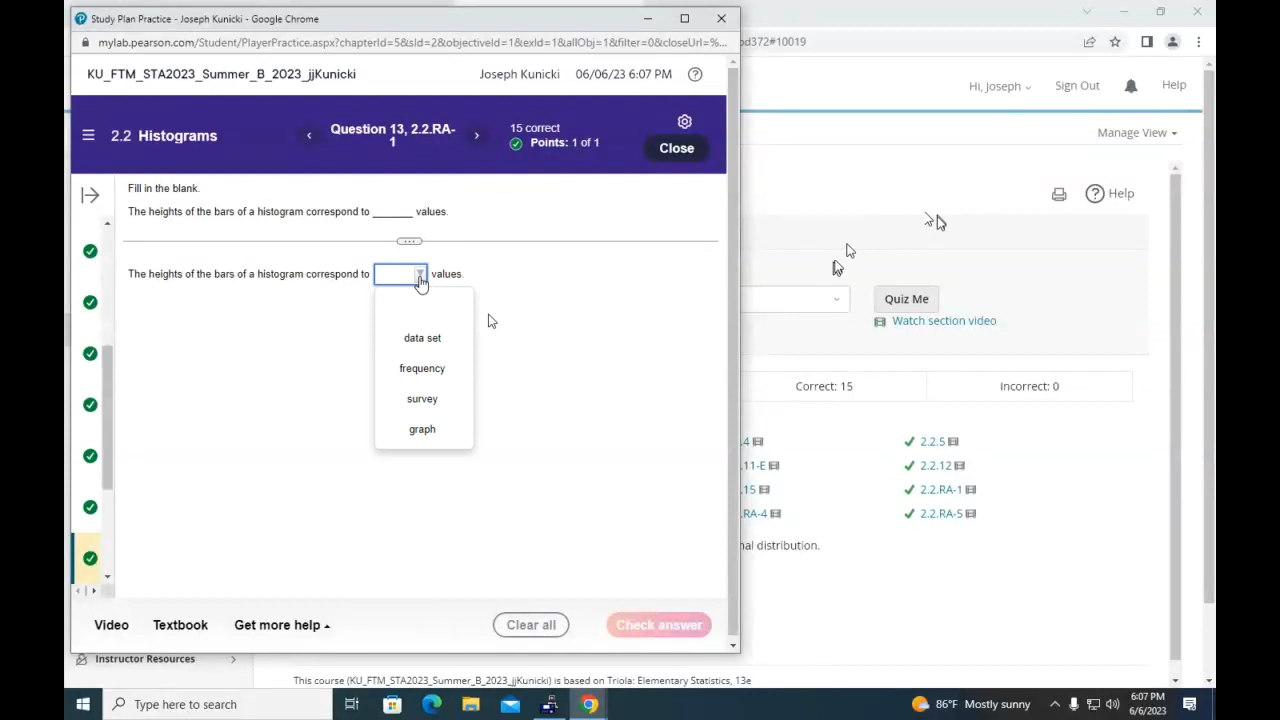 Study Plan Practice - Joseph Kunicki - Google Chrome
mylab.pearson.com/Student/PlayerPractice.aspx?chapterId=5&sId=2&objectiveId=1&exId=1&allObj=1&filter=0&closeUrl=%...
KU_FTM_STA2023_Summer_B_2023_jjKunicki
Joseph Kunicki
06/06/23 6:07 PM
2.2 Histograms
Question 13, 2.2.RA-
1
15 correct
Points: 1 of 1
Close
Fill in the blank.
The heights of the bars of a histogram correspond to _______ values.
The heights of the bars of a histogram correspond to
values.
data set
frequency
survey
graph
Video
Textbook
Get more help
Clear all
Check answer
d372#10019
Hi, Joseph
Sign Out
Help
Manage View
Help
Quiz Me
Watch section video
Correct: 15
Incorrect: 0
.4
2.2.5
11-E
2.2.12
.15
2.2.RA-1
RA-4
2.2.RA-5
nal distribution.
Instructor Resources
This course (KU_FTM_STA2023_Summer_B_2023_jjKunicki) is based on Triola: Elementary Statistics, 13e
Type here to search
86°F Mostly sunny
6:07 PM
6/6/2023